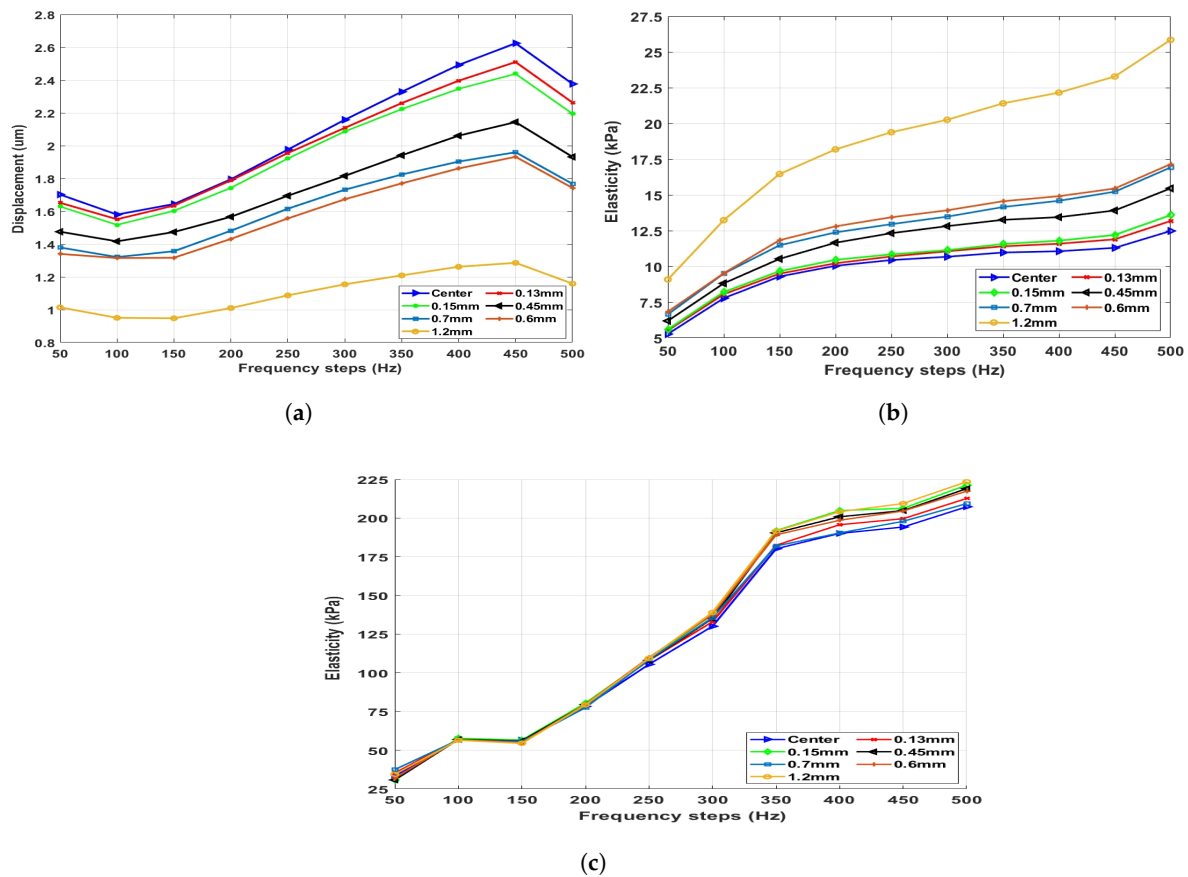 2.8
2.6
2.4
2.2
2
1.8
1.6
1.4
1.2
1
0.8
Displacement (um)
50 100 150 200 250 300 350 400 450 500
Frequency steps (Hz)
Center 0.13mm
0.15mm 0.45mm
0.7mm 0.6mm
1.2mm
(a)
27.5
25
22.5
20
17.5
15
12.5
10
7.5
5
Elasticity (kPa)
50 100 150 200 250 300 350 400 450 500
Frequency steps (Hz)
Center 0.13mm
0.15mm 0.45mm
0.7mm 0.6mm
1.2mm
(b)
225
200
175
150
125
100
75
50
25
Elasticity (kPa)
50 100 150 200 250 300 350 400 450 500
Frequency steps (Hz)
Center 0.13mm
0.15mm 0.45mm
0.7mm 0.6mm
1.2mm
(c)